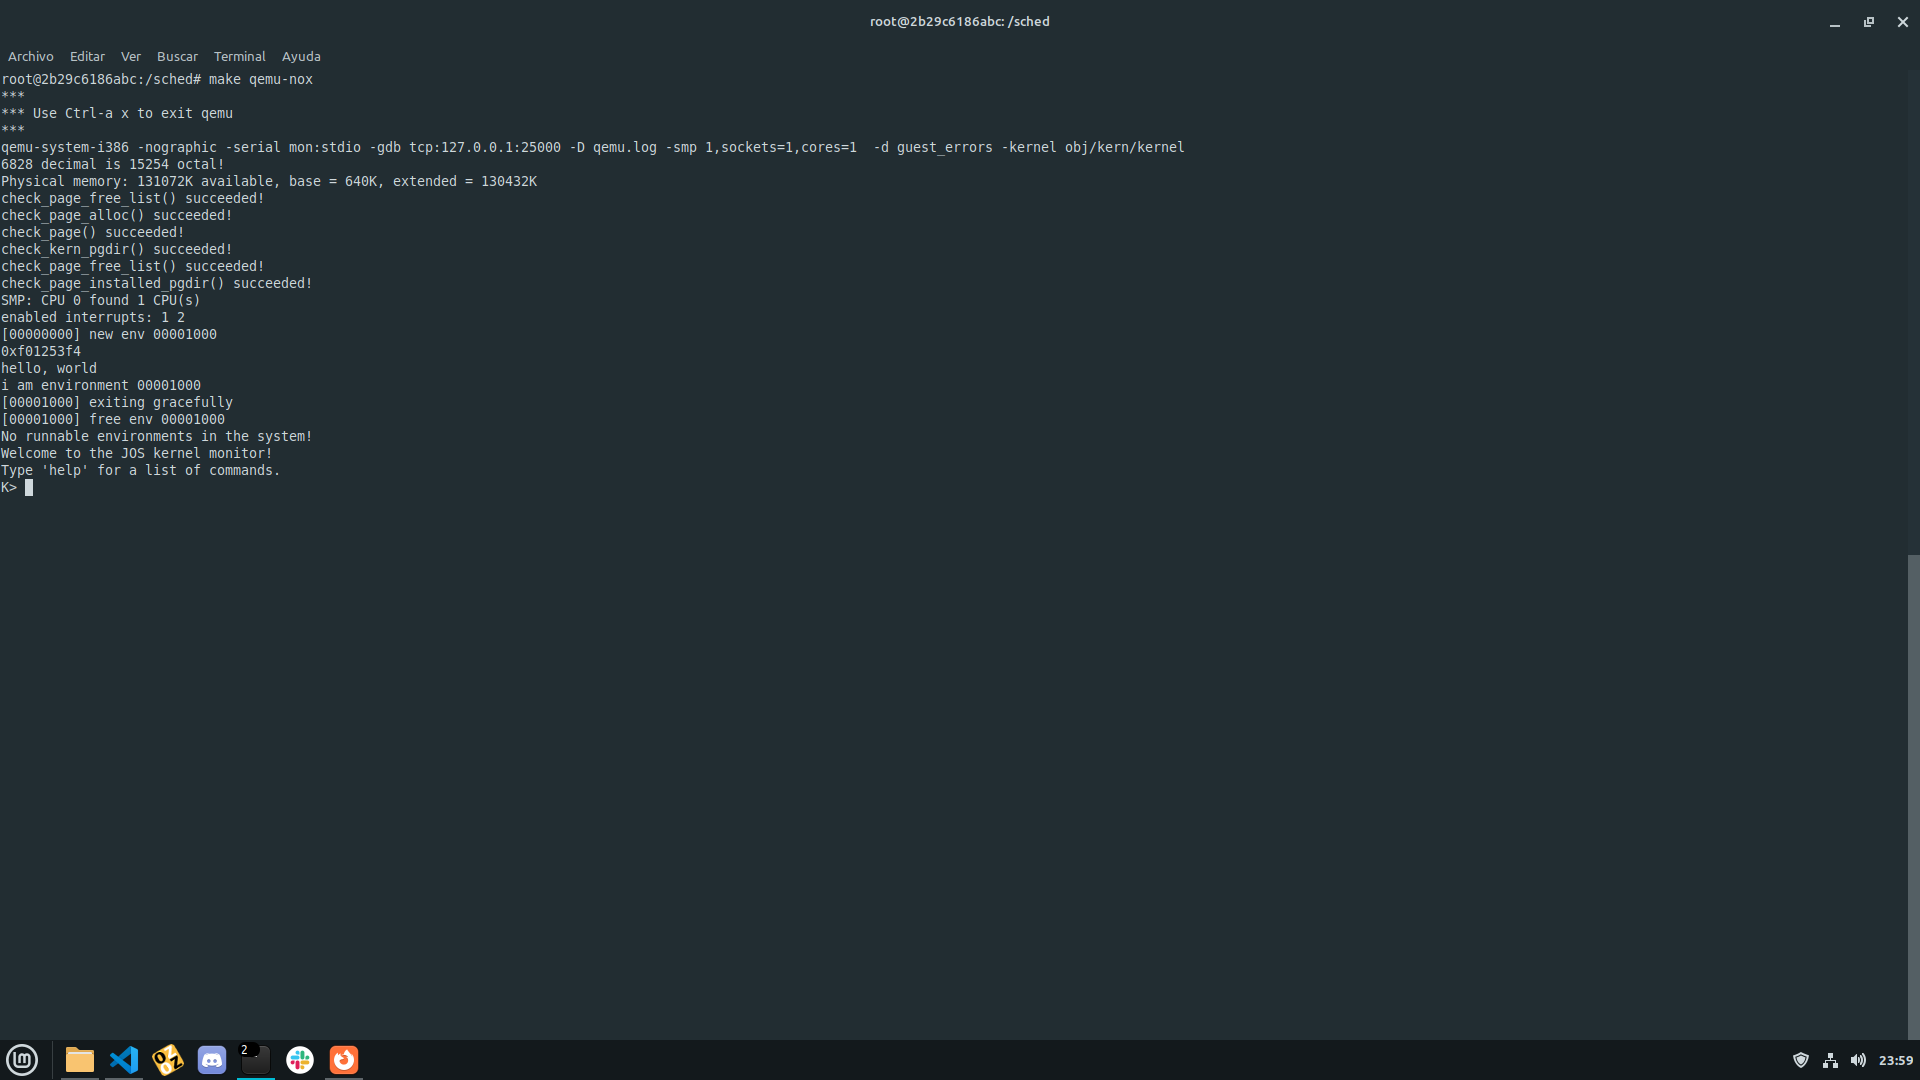 root@2b29c6186abc: /sched
Archivo Editar Ver Buscar Terminal Ayuda
root@2b29c6186abc:/sched# make qemu-nox
***
*** Use Ctrl-a x to exit qemu
***
qemu-system-i386 -nographic -serial mon:stdio -gdb tcp:127.0.0.1:25000 -D qemu.log -smp 1,sockets=1,cores=1  -d guest_errors -kernel obj/kern/kernel
6828 decimal is 15254 octal!
Physical memory: 131072K available, base = 640K, extended = 130432K
check_page_free_list() succeeded!
check_page_alloc() succeeded!
check_page() succeeded!
check_kern_pgdir() succeeded!
check_page_free_list() succeeded!
check_page_installed_pgdir() succeeded!
SMP: CPU 0 found 1 CPU(s)
enabled interrupts: 1 2
[00000000] new env 00001000
0xf01253f4
hello, world
i am environment 00001000
[00001000] exiting gracefully
[00001000] free env 00001000
No runnable environments in the system!
Welcome to the JOS kernel monitor!
Type 'help' for a list of commands.
K>
2
23:59